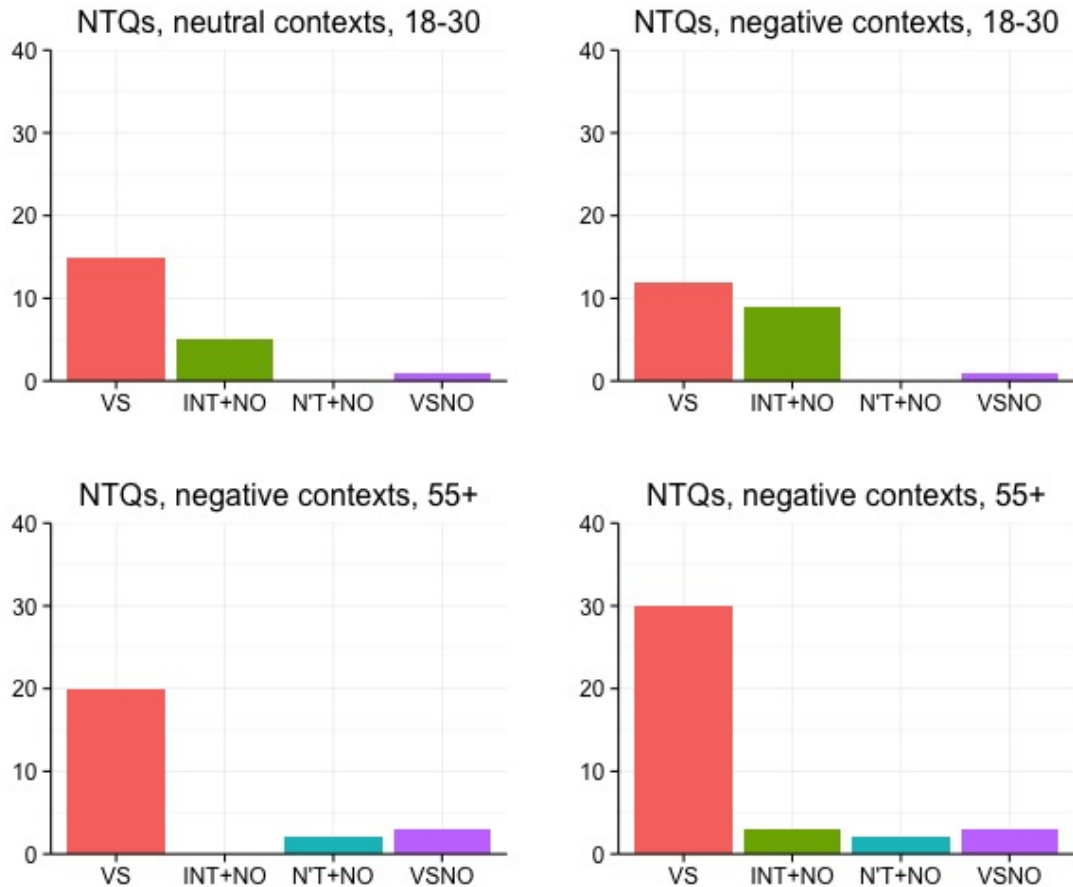 NTQs, neutral contexts, 18-30
40
30
20
10
0
VS INT+NO N'T+NO VSNO
NTQs, negative contexts, 18-30
40
30
20
10
0
VS INT+NO N'T+NO VSNO
NTQs, negative contexts, 55+
40
30
20
10
0
VS INT+NO N'T+NO VSNO
NTQs, negative contexts, 55+
40
30
20
10
0
VS INT+NO N'T+NO VSNO